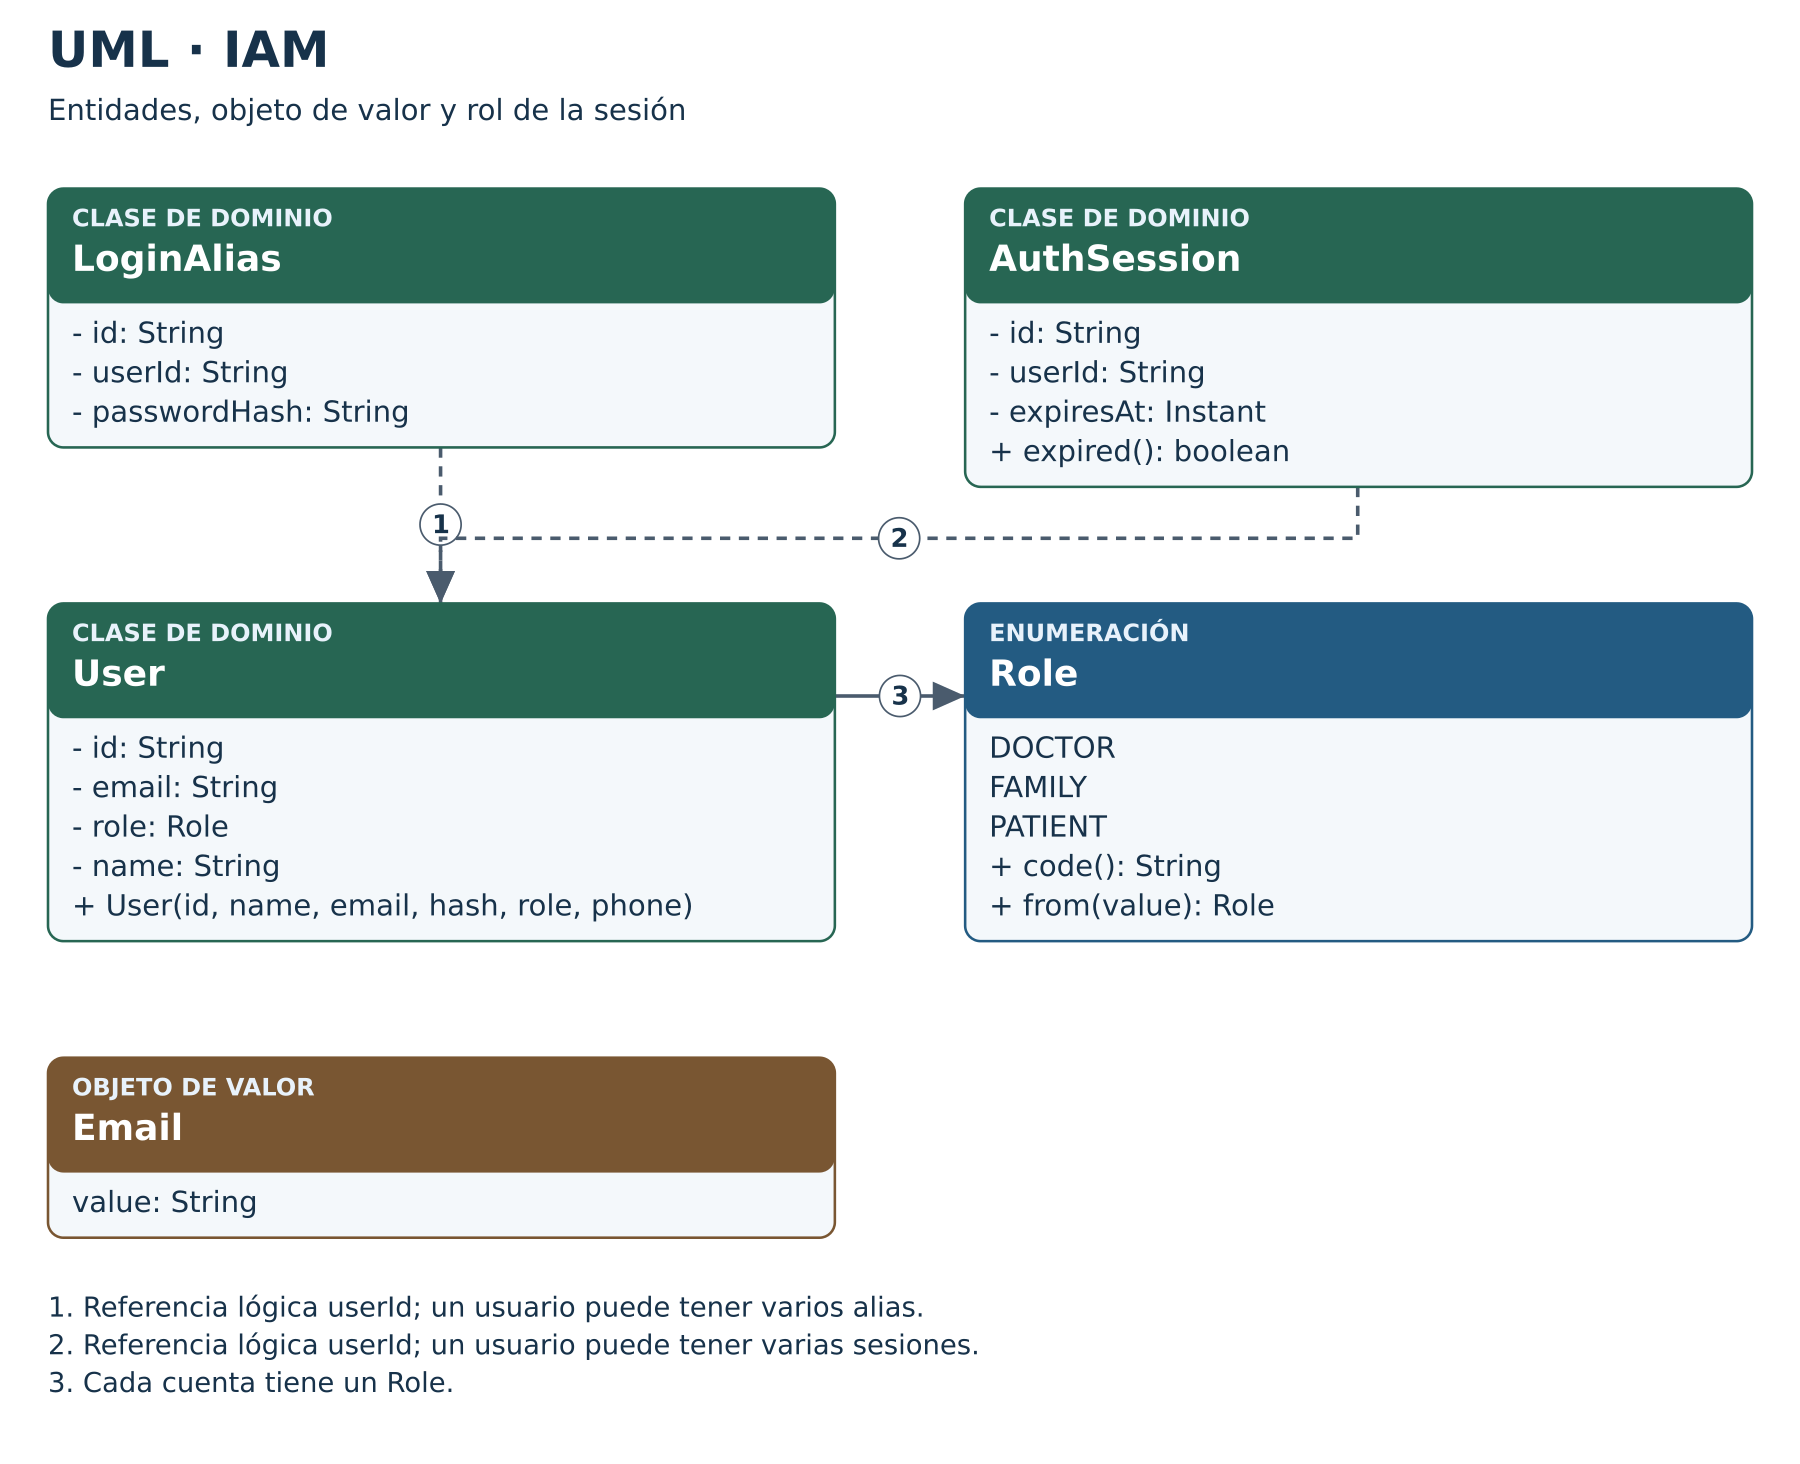 UML · IAM
Entidades, objeto de valor y rol de la sesión
CLASE DE DOMINIO
LoginAlias
- id: String
- userId: String
- passwordHash: String
CLASE DE DOMINIO
AuthSession
- id: String
- userId: String
- expiresAt: Instant
+ expired(): boolean
1
2
CLASE DE DOMINIO
User
- id: String
- email: String
- role: Role
- name: String
+ User(id, name, email, hash, role, phone)
3
ENUMERACIÓN
Role
DOCTOR
FAMILY
PATIENT
+ code(): String
+ from(value): Role
OBJETO DE VALOR
Email
value: String
1. Referencia lógica userId; un usuario puede tener varios alias.
2. Referencia lógica userId; un usuario puede tener varias sesiones.
3. Cada cuenta tiene un Role.